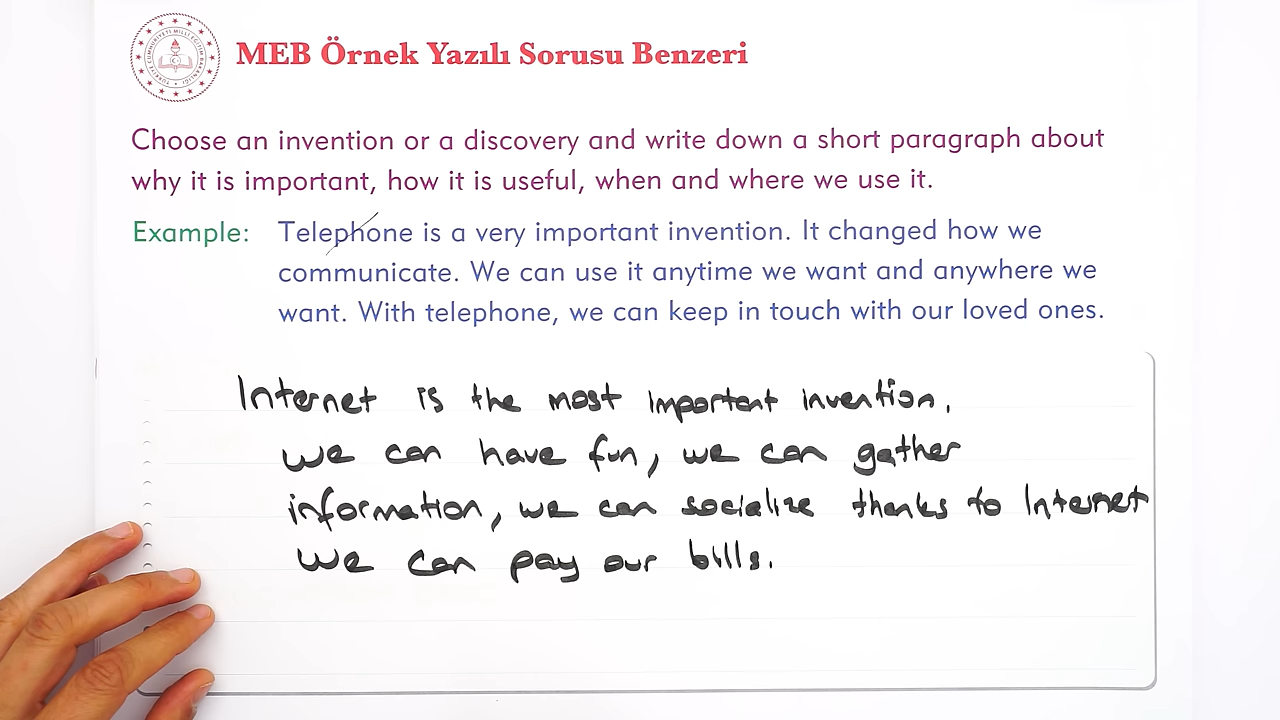 MEB Örnek Yazılı Sorusu Benzeri
Choose an invention or a discovery and write down a short paragraph about
why it is important, how it is useful, when and where we use it.
Example: Telephone is a very important invention. It changed how we
communicate. We can use it anytime we want and anywhere we
want. With telephone, we can keep in touch with our loved ones.
Internet is the most important invention.
We can have fun, we can gather
information, we can socialize thanks to Internet
We can pay our bills.